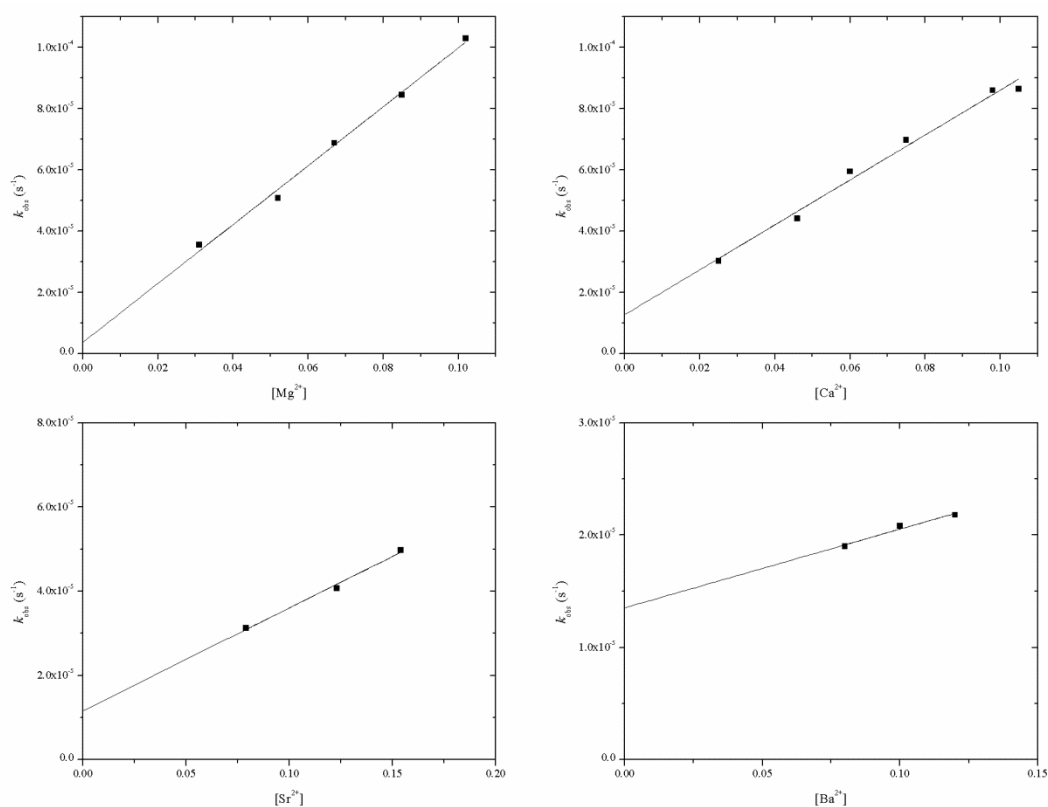 1.0x10⁻⁴
8.0x10⁻⁵
6.0x10⁻⁵
4.0x10⁻⁵
2.0x10⁻⁵
0.0
k_obs (s⁻¹)
0.00 0.02 0.04 0.06 0.08 0.10
[Mg²⁺]
1.0x10⁻⁴
8.0x10⁻⁵
6.0x10⁻⁵
4.0x10⁻⁵
2.0x10⁻⁵
0.0
k_obs (s⁻¹)
0.00 0.02 0.04 0.06 0.08 0.10
[Ca²⁺]
8.0x10⁻⁵
6.0x10⁻⁵
4.0x10⁻⁵
2.0x10⁻⁵
0.0
k_obs (s⁻¹)
0.00 0.05 0.10 0.15 0.20
[Sr²⁺]
3.0x10⁻⁵
2.0x10⁻⁵
1.0x10⁻⁵
0.0
k_obs (s⁻¹)
0.00 0.05 0.10 0.15
[Ba²⁺]